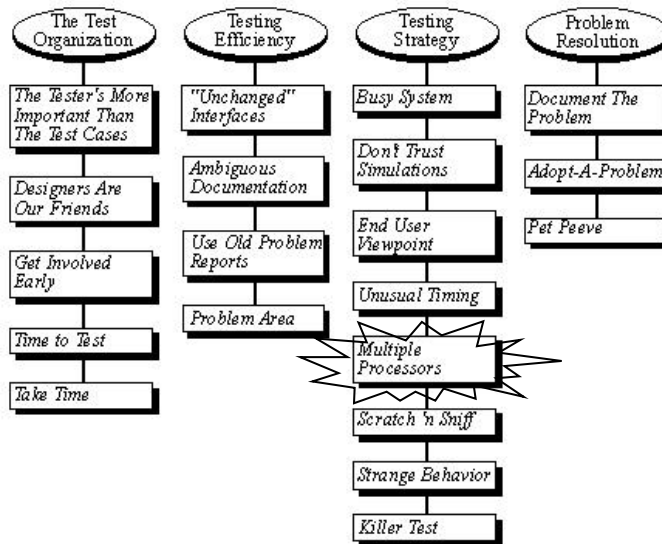 The Test
Organization
The Tester's More
Important Than
The Test Cases
Designers Are
Our Friends
Get Involved
Early
Time to Test
Take Time
Testing
Efficiency
"Unchanged"
Interfaces
Ambiguous
Documentation
Use Old Problem
Reports
Problem Area
Testing
Strategy
Busy System
Don't Trust
Simulations
End User
Viewpoint
Unusual Timing
Multiple
Processors
Scratch 'n Sniff
Strange Behavior
Killer Test
Problem
Resolution
Document The
Problem
Adopt-A-Problem
Pet Peeve